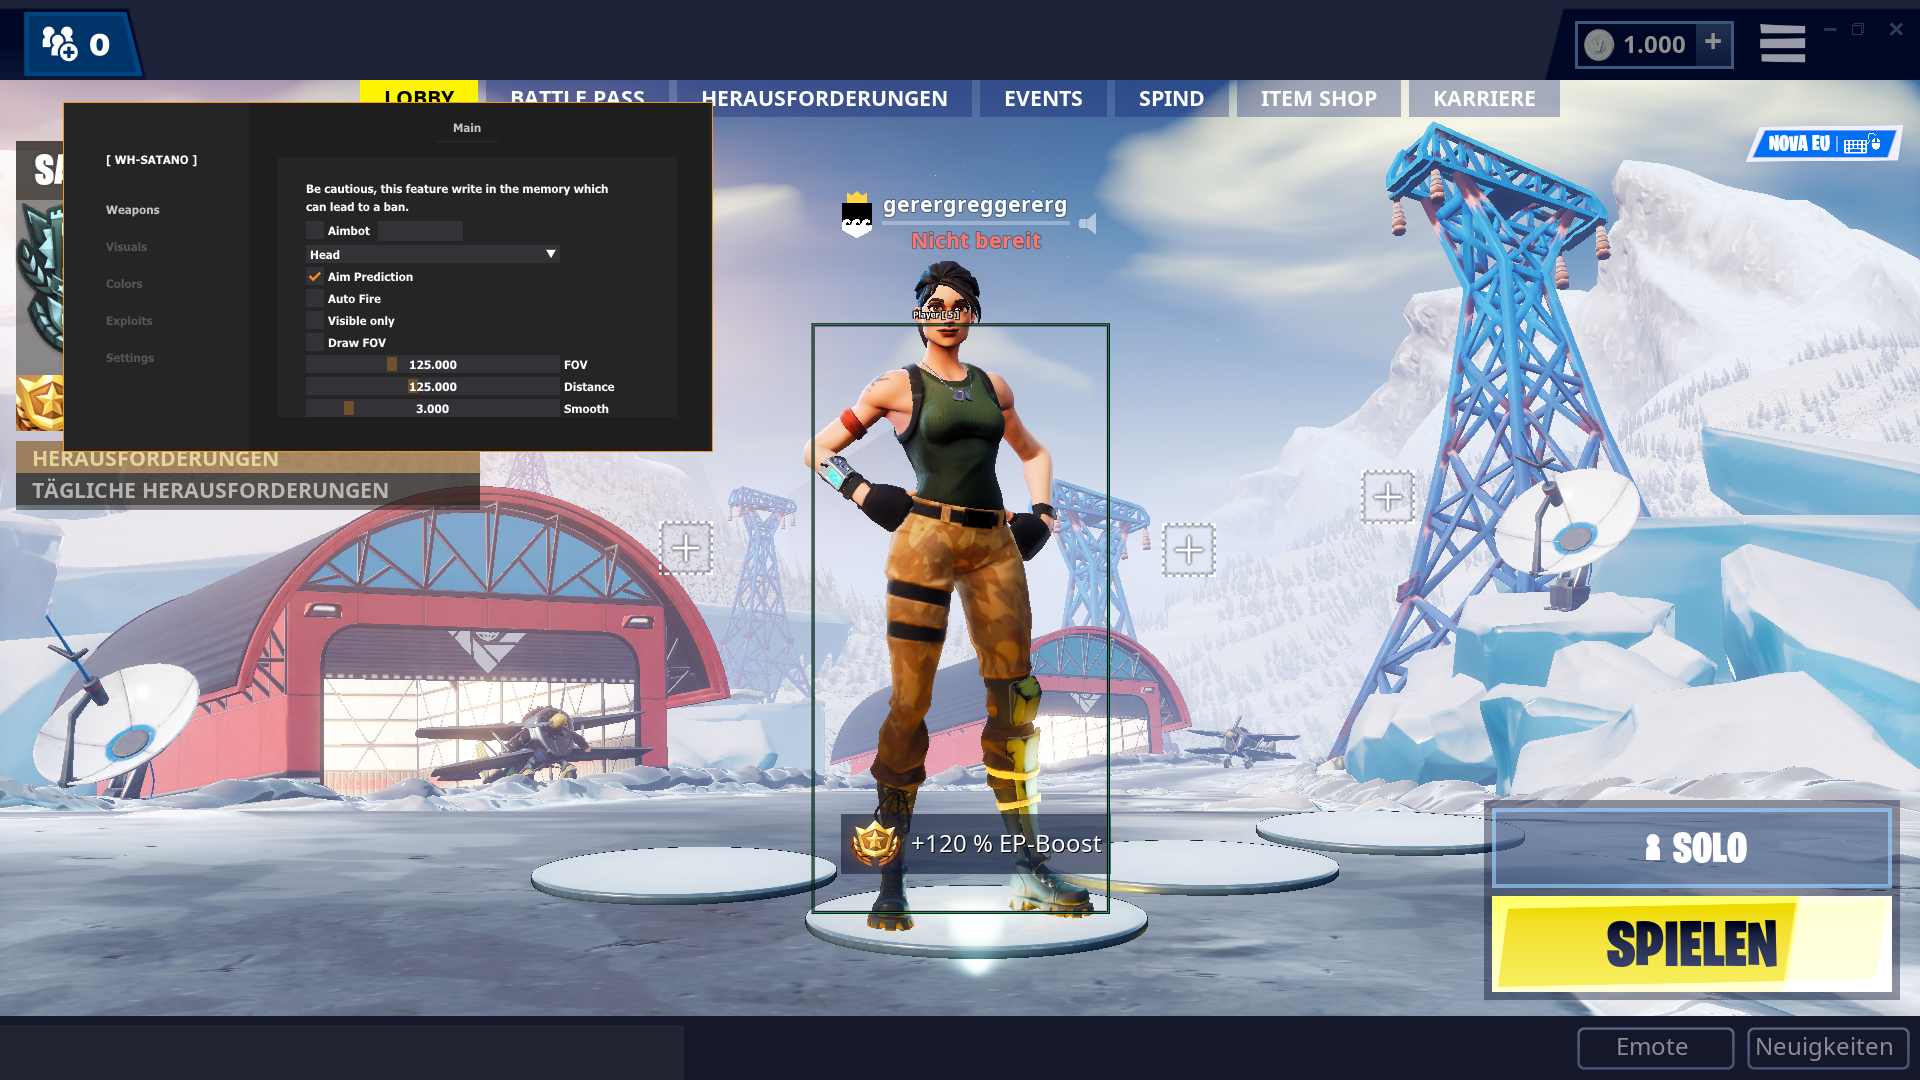 0
1.000
LOBBY
BATTLE PASS
HERAUSFORDERUNGEN
EVENTS
SPIND
ITEM SHOP
KARRIERE
NOVA EU
SA
[ WH-SATANO ]
Weapons
Visuals
Colors
Exploits
Settings
Main
Be cautious, this feature write in the memory which
can lead to a ban.
Aimbot
Head
Aim Prediction
Auto Fire
Visible only
Draw FOV
125.000 FOV
125.000 Distance
3.000 Smooth
HERAUSFORDERUNGEN
TÄGLICHE HERAUSFORDERUNGEN
gerergreggererg
Nicht bereit
Player [ 5 ]
+120 % EP-Boost
SOLO
SPIELEN
Emote
Neuigkeiten